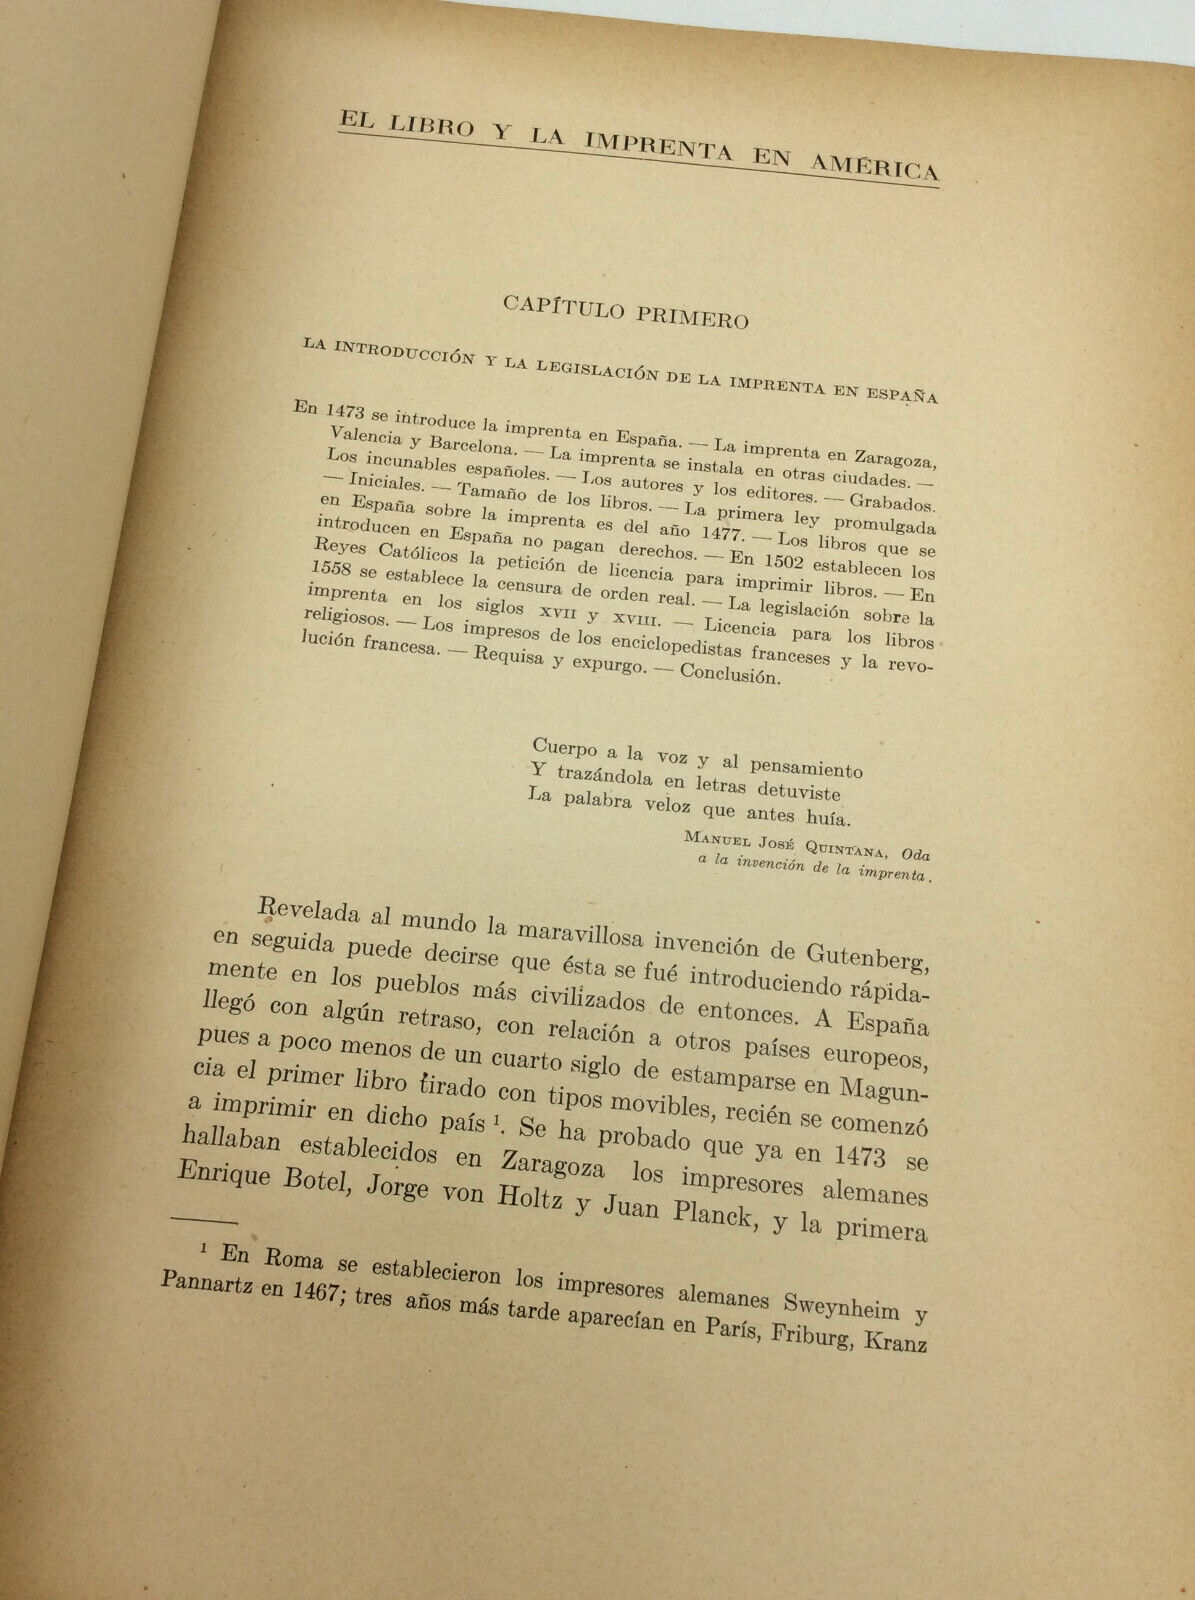 EL LIBRO Y LA IMPRENTA EN AMÉRICA
CAPÍTULO PRIMERO
LA INTRODUCCIÓN Y LA LEGISLACIÓN DE LA IMPRENTA EN ESPAÑA
En 1473 se introduce la imprenta en España. — La imprenta en Zaragoza,
Valencia y Barcelona. — La imprenta se instala en otras ciudades. —
Los incunables españoles. — Los autores y los editores. — Grabados.
— Iniciales. — Tamaño de los libros. — La primera ley promulgada
en España sobre la imprenta es del año 1477. — Los libros que se
introducen en España no pagan derechos. — En 1502 establecen los
Reyes Católicos la petición de licencia para imprimir libros. — En
1558 se establece la censura de orden real. — La legislación sobre la
imprenta en los siglos XVII y XVIII. — Licencia para los libros
religiosos. — Los impresos de los enciclopedistas franceses y la revo-
lución francesa. — Requisa y expurgo. — Conclusión.
Cuerpo a la voz y al pensamiento
Y trazándola en letras detuviste
La palabra veloz que antes huía.
MANUEL JOSÉ QUINTANA, Oda
a la invención de la imprenta.
Revelada al mundo la maravillosa invención de Gutenberg,
en seguida puede decirse que ésta se fué introduciendo rápida-
mente en los pueblos más civilizados de entonces. A España
llegó con algún retraso, con relación a otros países europeos,
pues a poco menos de un cuarto siglo de estamparse en Magun-
cia el primer libro tirado con tipos movibles, recién se comenzó
a imprimir en dicho país ¹. Se ha probado que ya en 1473 se
hallaban establecidos en Zaragoza los impresores alemanes
Enrique Botel, Jorge von Holtz y Juan Planck, y la primera
¹ En Roma se establecieron los impresores alemanes Sweynheim y
Pannartz en 1467; tres años más tarde aparecían en París, Friburg, Kranz